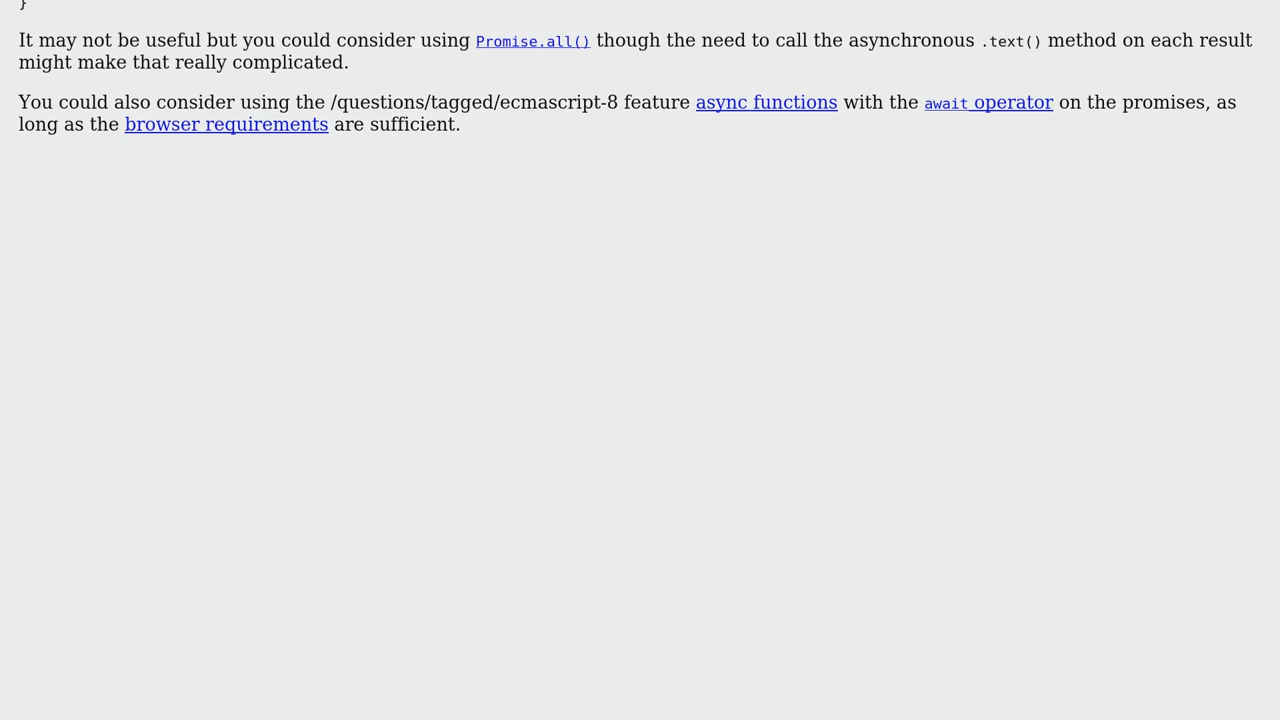 }
It may not be useful but you could consider using Promise.all() though the need to call the asynchronous .text() method on each result
might make that really complicated.
You could also consider using the /questions/tagged/ecmascript-8 feature async functions with the await operator on the promises, as
long as the browser requirements are sufficient.